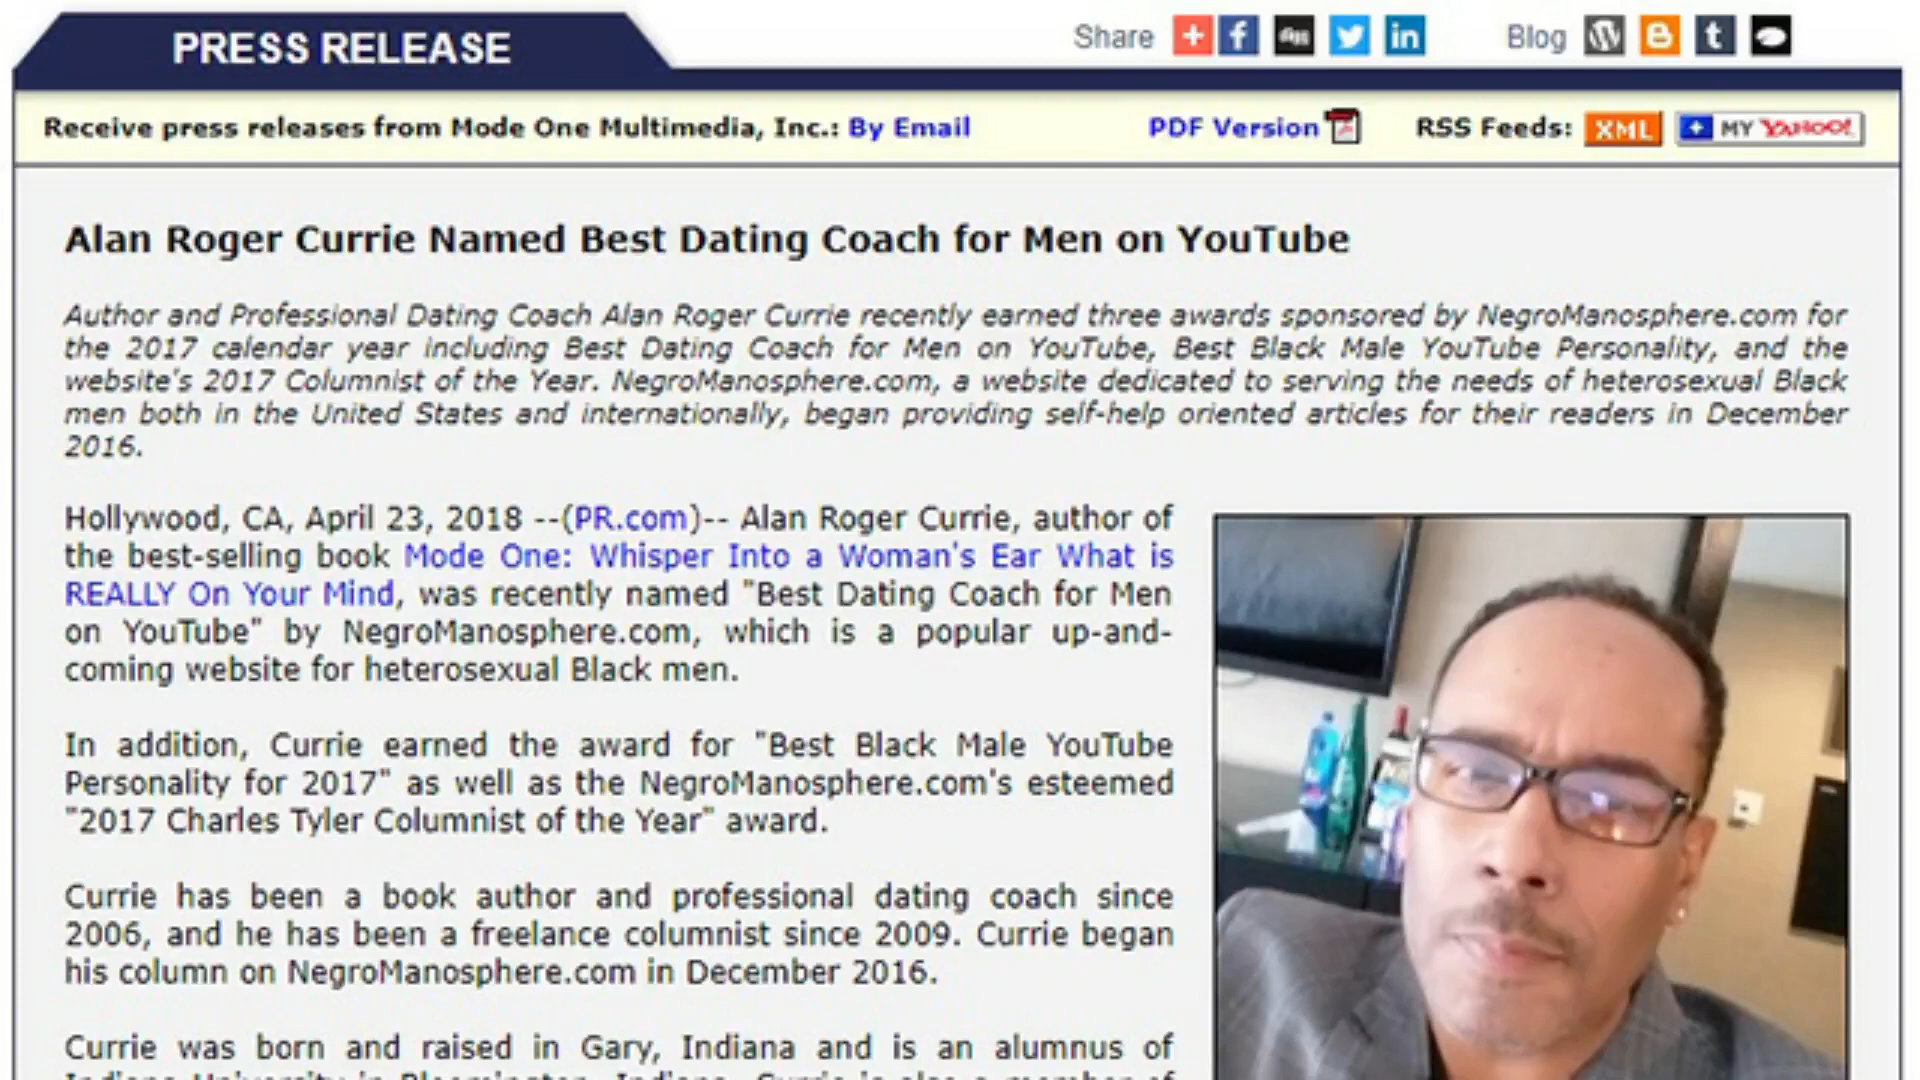 PRESS RELEASE
Share
Blog
Receive press releases from Mode One Multimedia, Inc.: By Email
PDF Version
RSS Feeds: XML
MY YAHOO!
Alan Roger Currie Named Best Dating Coach for Men on YouTube
Author and Professional Dating Coach Alan Roger Currie recently earned three awards sponsored by NegroManosphere.com for
the 2017 calendar year including Best Dating Coach for Men on YouTube, Best Black Male YouTube Personality, and the
website's 2017 Columnist of the Year. NegroManosphere.com, a website dedicated to serving the needs of heterosexual Black
men both in the United States and internationally, began providing self-help oriented articles for their readers in December
2016.
Hollywood, CA, April 23, 2018 --(PR.com)-- Alan Roger Currie, author of
the best-selling book Mode One: Whisper Into a Woman's Ear What is
REALLY On Your Mind, was recently named "Best Dating Coach for Men
on YouTube" by NegroManosphere.com, which is a popular up-and-
coming website for heterosexual Black men.
In addition, Currie earned the award for "Best Black Male YouTube
Personality for 2017" as well as the NegroManosphere.com's esteemed
"2017 Charles Tyler Columnist of the Year" award.
Currie has been a book author and professional dating coach since
2006, and he has been a freelance columnist since 2009. Currie began
his column on NegroManosphere.com in December 2016.
Currie was born and raised in Gary, Indiana and is an alumnus of
Indiana University in Bloomington, Indiana. Currie is also a member of